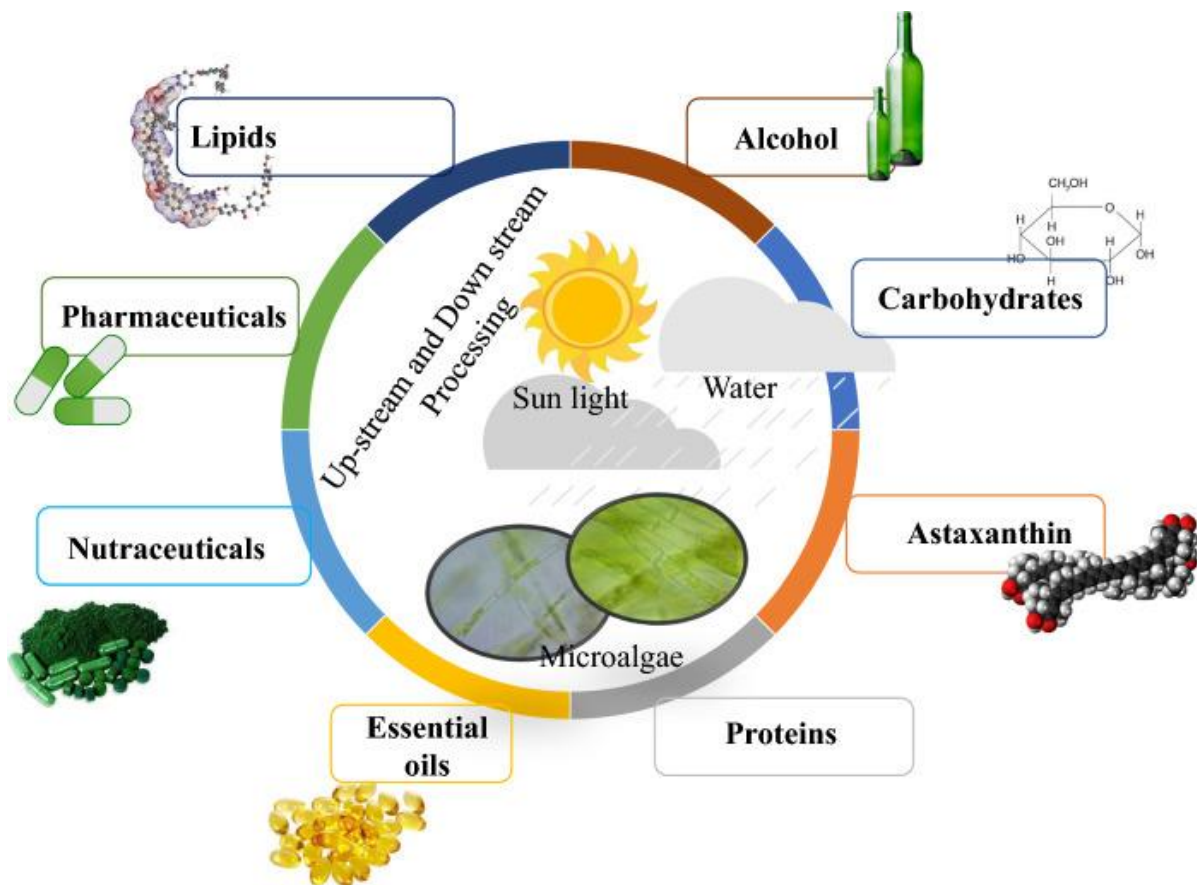 Lipids
Alcohol
CH₂OH
O
H
H
H
OH
H
HO
OH
H
OH
Carbohydrates
Pharmaceuticals
Up-stream and Down stream
Processing
Sun light
Water
Nutraceuticals
Astaxanthin
Microalgae
Essential
oils
Proteins